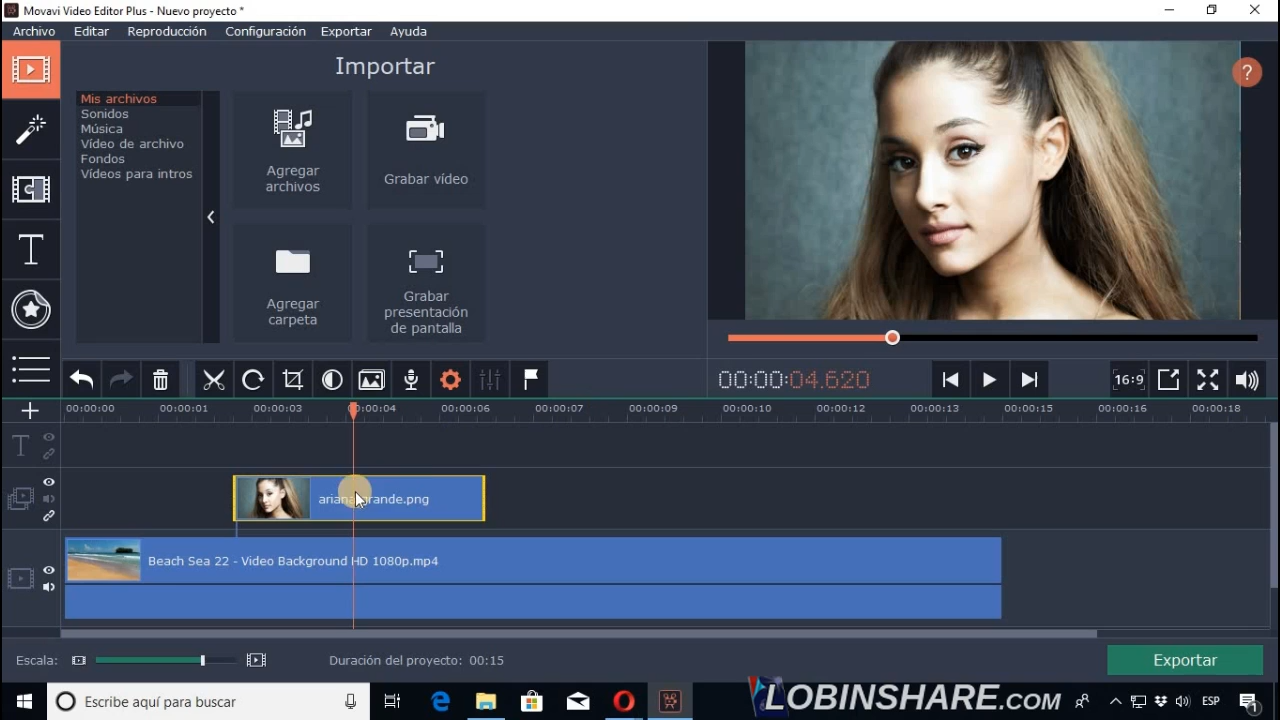 Movavi Video Editor Plus - Nuevo proyecto *
Archivo Editar Reproducción Configuración Exportar Ayuda
Importar
Mis archivos
Sonidos
Música
Vídeo de archivo
Fondos
Vídeos para intros
Agregar
archivos
Grabar vídeo
Agregar
carpeta
Grabar
presentación
de pantalla
?
00:00:04.620
16:9
00:00:00 00:00:01 00:00:03 00:00:04 00:00:06 00:00:07 00:00:09 00:00:10 00:00:12 00:00:13 00:00:15 00:00:16 00:00:18
ariana grande.png
Beach Sea 22 - Video Background HD 1080p.mp4
Escala:
Duración del proyecto: 00:15
Exportar
Escribe aquí para buscar
LOBINSHARE.COM
ESP
1